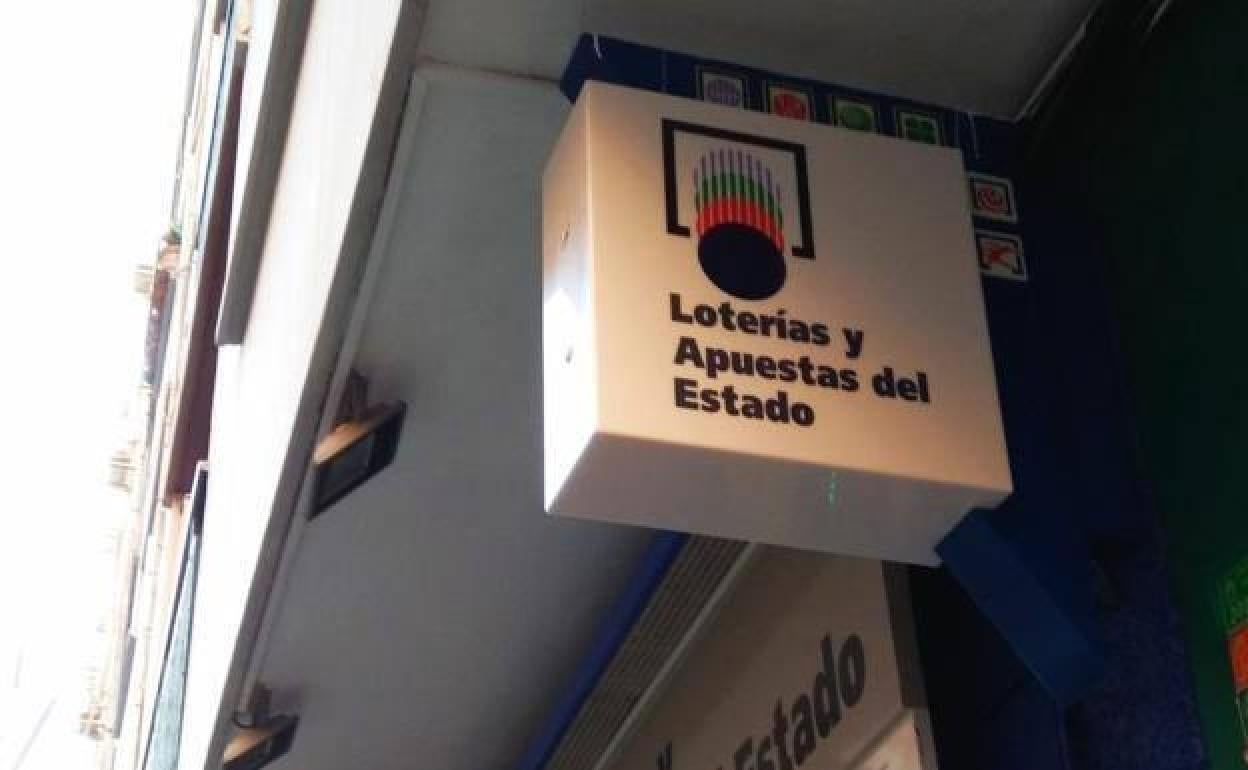 Loterías y
Apuestas del
Estado
y
Estado